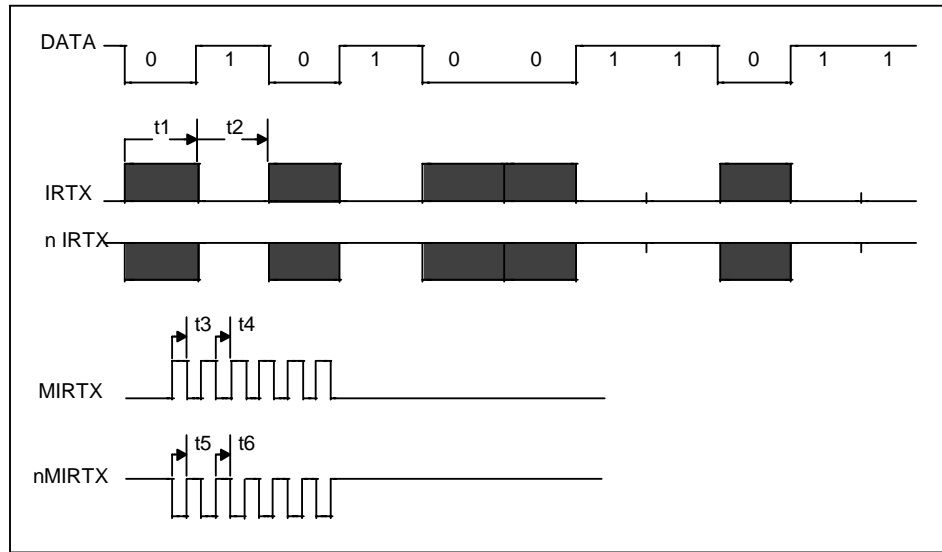 DATA 0 1 0 1 0 0 1 1 0 1 1
t1 t2
IRTX
n IRTX
t3 t4
MIRTX
t5 t6
nMIRTX